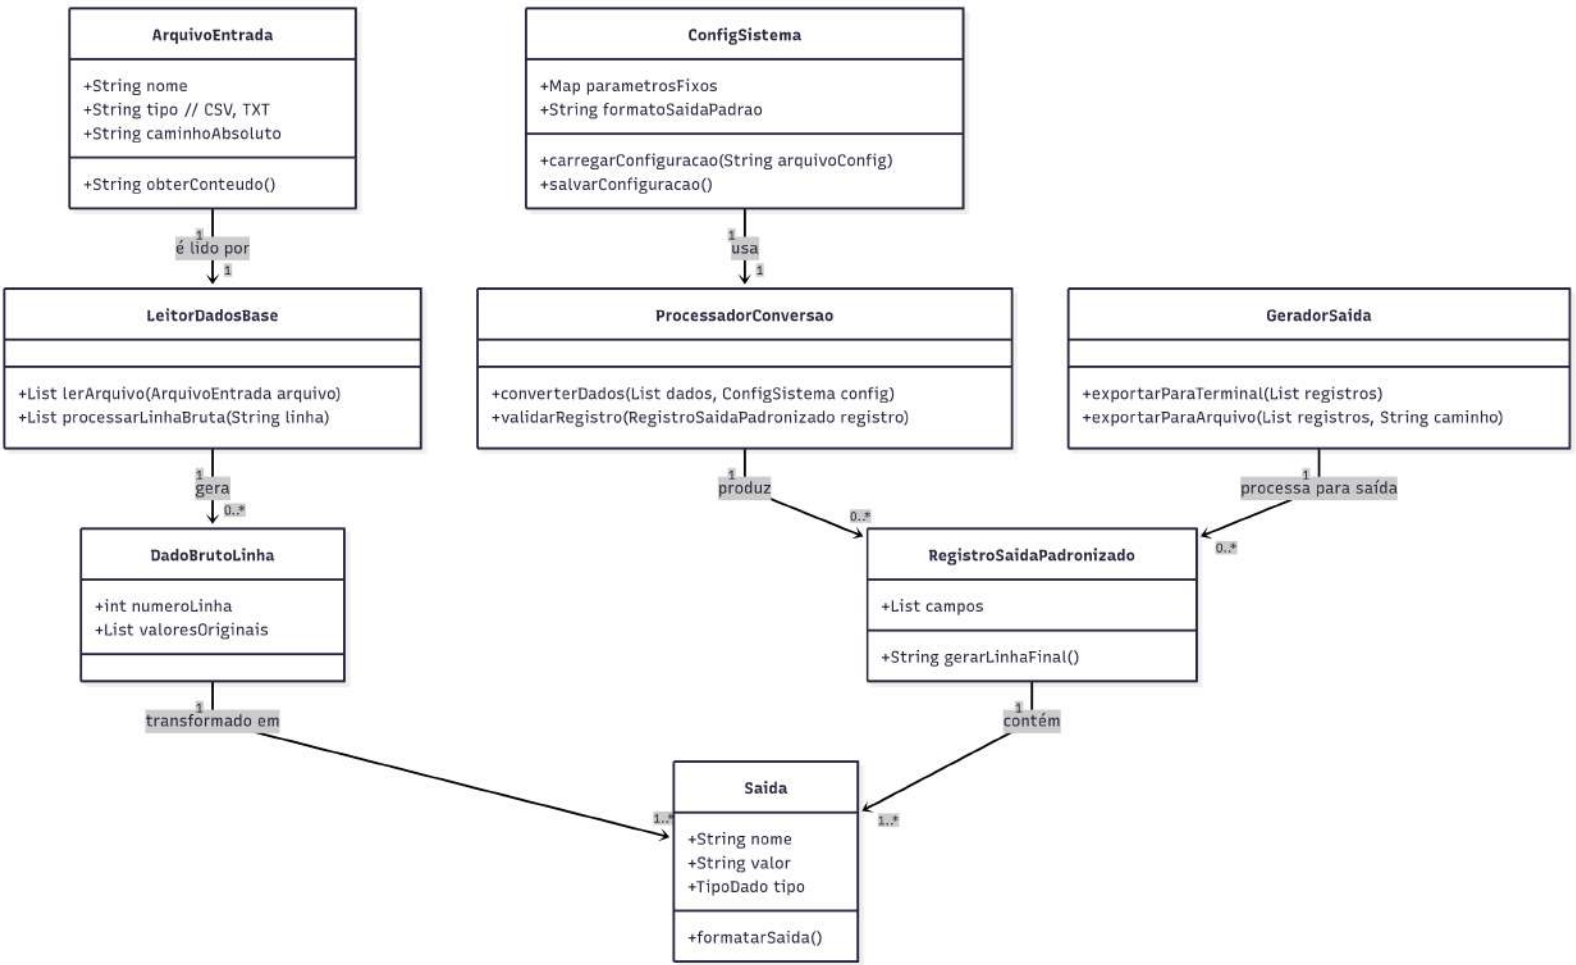 ArquivoEntrada
+String nome
+String tipo // CSV, TXT
+String caminhoAbsoluto
+String obterConteudo()
ConfigSistema
+Map parametrosFixos
+String formatoSaidaPadrao
+carregarConfiguracao(String arquivoConfig)
+salvarConfiguracao()
1
é lido por
1
1
usa
1
LeitorDadosBase
+List lerArquivo(ArquivoEntrada arquivo)
+List processarLinhaBruta(String linha)
ProcessadorConversao
+converterDados(List dados, ConfigSistema config)
+validarRegistro(RegistroSaidaPadronizado registro)
GeradorSaida
+exportarParaTerminal(List registros)
+exportarParaArquivo(List registros, String caminho)
1
gera
0..*
1
produz
0..*
1
processa para saída
0..*
DadoBrutoLinha
+int numeroLinha
+List valoresOriginais
RegistroSaidaPadronizado
+List campos
+String gerarLinhaFinal()
1
transformado em
1..*
1
contém
1..*
Saida
+String nome
+String valor
+TipoDado tipo
+formatarSaida()